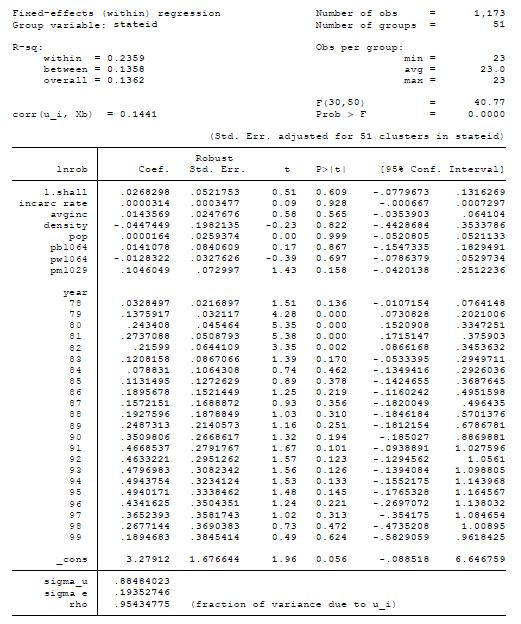 Fixed-effects (within) regression Number of obs = 1,173
Group variable: stateid Number of groups = 51
R-sq: Obs per group:
within = 0.2359 min = 23
between = 0.1358 avg = 23.0
overall = 0.1362 max = 23
F(30,50) = 40.77
corr(u_i, Xb) = 0.1441 Prob > F = 0.0000
(Std. Err. adjusted for 51 clusters in stateid)
Robust
lnrob Coef. Std. Err. t P>|t| [95% Conf. Interval]
1.shall .0268298 .0521753 0.51 0.609 -.0779673 .1316269
incarc rate .0000314 .0003477 0.09 0.928 -.000667 .0007297
avginc .0143569 .0247676 0.58 0.565 -.0353903 .064104
density -.0447449 .1982135 -0.23 0.822 -.4428684 .3533786
pop .0000164 .0259374 0.00 0.999 -.0520805 .0521133
pb1064 .0141078 .0840609 0.17 0.867 -.1547335 .1829491
pw1064 -.0128322 .0327626 -0.39 0.697 -.0786379 .0529734
pm1029 .1046049 .072997 1.43 0.158 -.0420138 .2512236
year
78 .0328497 .0216897 1.51 0.136 -.0107154 .0764148
79 .1375917 .032117 4.28 0.000 .0730828 .2021006
80 .243408 .045464 5.35 0.000 .1520908 .3347251
81 .2737088 .0508793 5.38 0.000 .1715147 .375903
82 .21599 .0644109 3.35 0.002 .0866168 .3453632
83 .1208158 .0867066 1.39 0.170 -.0533395 .2949711
84 .078831 .1064308 0.74 0.462 -.1349416 .2926036
85 .1131495 .1272629 0.89 0.378 -.1424655 .3687645
86 .1895678 .1521449 1.25 0.219 -.1160242 .4951598
87 .1572151 .1688872 0.93 0.356 -.1820049 .496435
88 .1927596 .1878849 1.03 0.310 -.1846184 .5701376
89 .2487313 .2140573 1.16 0.251 -.1812154 .6786781
90 .3509806 .2668617 1.32 0.194 -.185027 .8869881
91 .4668537 .2791767 1.67 0.101 -.0938891 1.027596
92 .4633221 .2951262 1.57 0.123 -.1294562 1.0561
93 .4796983 .3082342 1.56 0.126 -.1394084 1.098805
94 .4943754 .3234124 1.53 0.133 -.1552175 1.143968
95 .4940171 .3338462 1.48 0.145 -.1765328 1.164567
96 .4341625 .3504351 1.24 0.221 -.2697072 1.138032
97 .3652393 .3581743 1.02 0.313 -.354175 1.084654
98 .2677144 .3690383 0.73 0.472 -.4735208 1.00895
99 .1894683 .3845414 0.49 0.624 -.5829059 .9618425
_cons 3.27912 1.676644 1.96 0.056 -.088518 6.646759
sigma_u .88484023
sigma e .19352746
rho .95434775 (fraction of variance due to u_i)